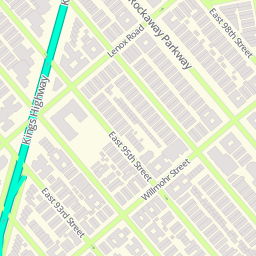 Rockaway Parkway
East 98th Street
Lenox Road
Kings Highway
East 95th Street
Willmohr Street
East 93rd Street